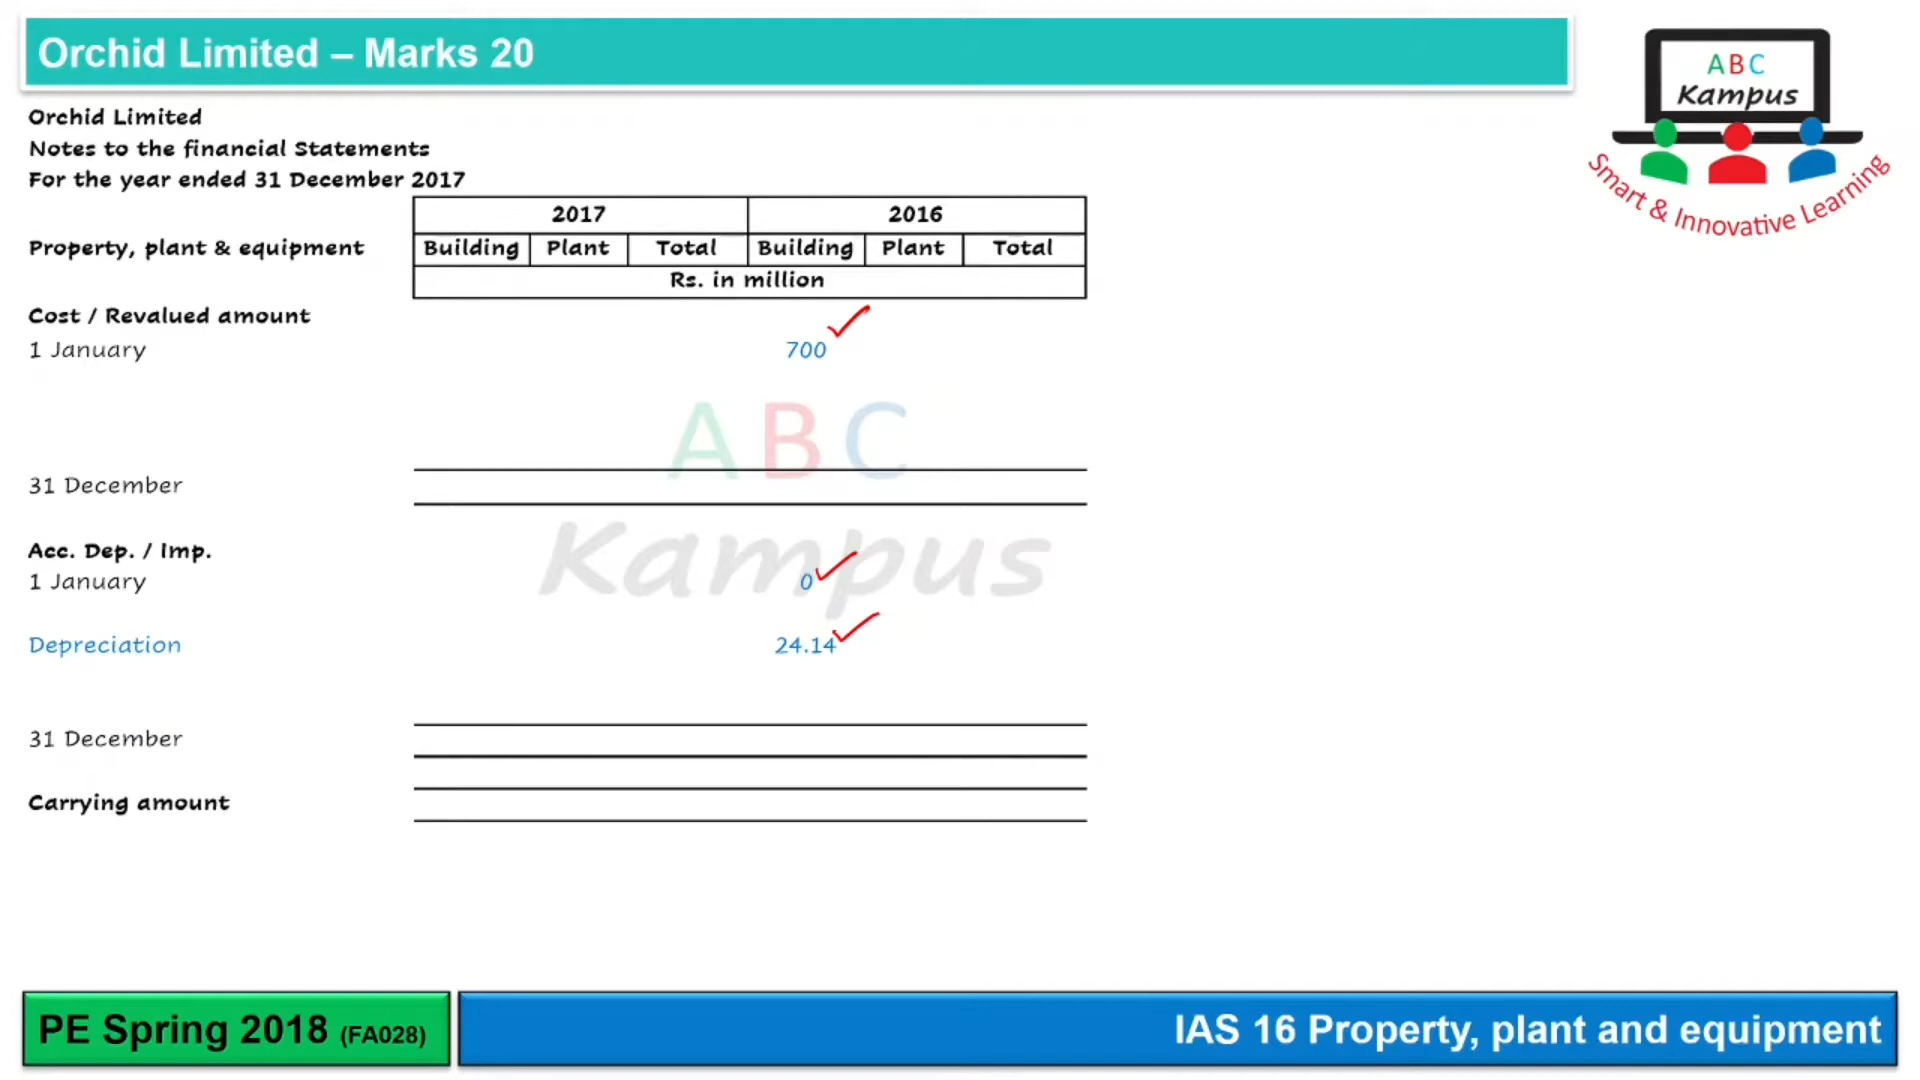 Orchid Limited – Marks 20
ABC
Kampus
Smart & Innovative Learning
Orchid Limited
Notes to the financial Statements
For the year ended 31 December 2017
2017 2016
Property, plant & equipment Building Plant Total Building Plant Total
Rs. in million
Cost / Revalued amount
1 January 700
ABC
31 December
Kampus
Acc. Dep. / Imp.
1 January 0
Depreciation 24.14
31 December
Carrying amount
PE Spring 2018 (FA028)
IAS 16 Property, plant and equipment